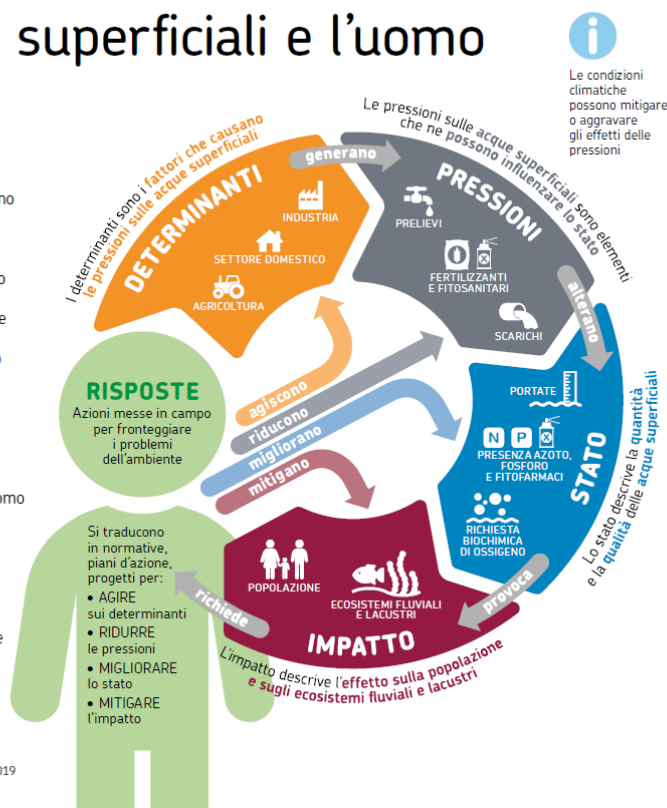 superficiali e l'uomo
Le condizioni
climatiche
possono mitigare
o aggravare
gli effetti delle
pressioni
I determinanti sono i fattori che causano
le pressioni sulle acque superficiali
DETERMINANTI
INDUSTRIA
SETTORE DOMESTICO
AGRICOLTURA
generano
Le pressioni sulle acque superficiali sono elementi
che ne possono influenzare lo stato
PRESSIONI
PRELIEVI
FERTILIZZANTI
E FITOSANITARI
SCARICHI
alterano
STATO
PORTATE
N P
PRESENZA AZOTO,
FOSFORO
E FITOFARMACI
RICHIESTA
BIOCHIMICA
DI OSSIGENO
Lo stato descrive la quantità
e la qualità delle acque superficiali
provoca
IMPATTO
POPOLAZIONE
ECOSISTEMI FLUVIALI
E LACUSTRI
L'impatto descrive l'effetto sulla popolazione
e sugli ecosistemi fluviali e lacustri
richiede
RISPOSTE
Azioni messe in campo
per fronteggiare
i problemi
dell'ambiente
agiscono
riducono
migliorano
mitigano
Si traducono
in normative,
piani d'azione,
progetti per:
• AGIRE
sui determinanti
• RIDURRE
le pressioni
• MIGLIORARE
lo stato
• MITIGARE
l'impatto